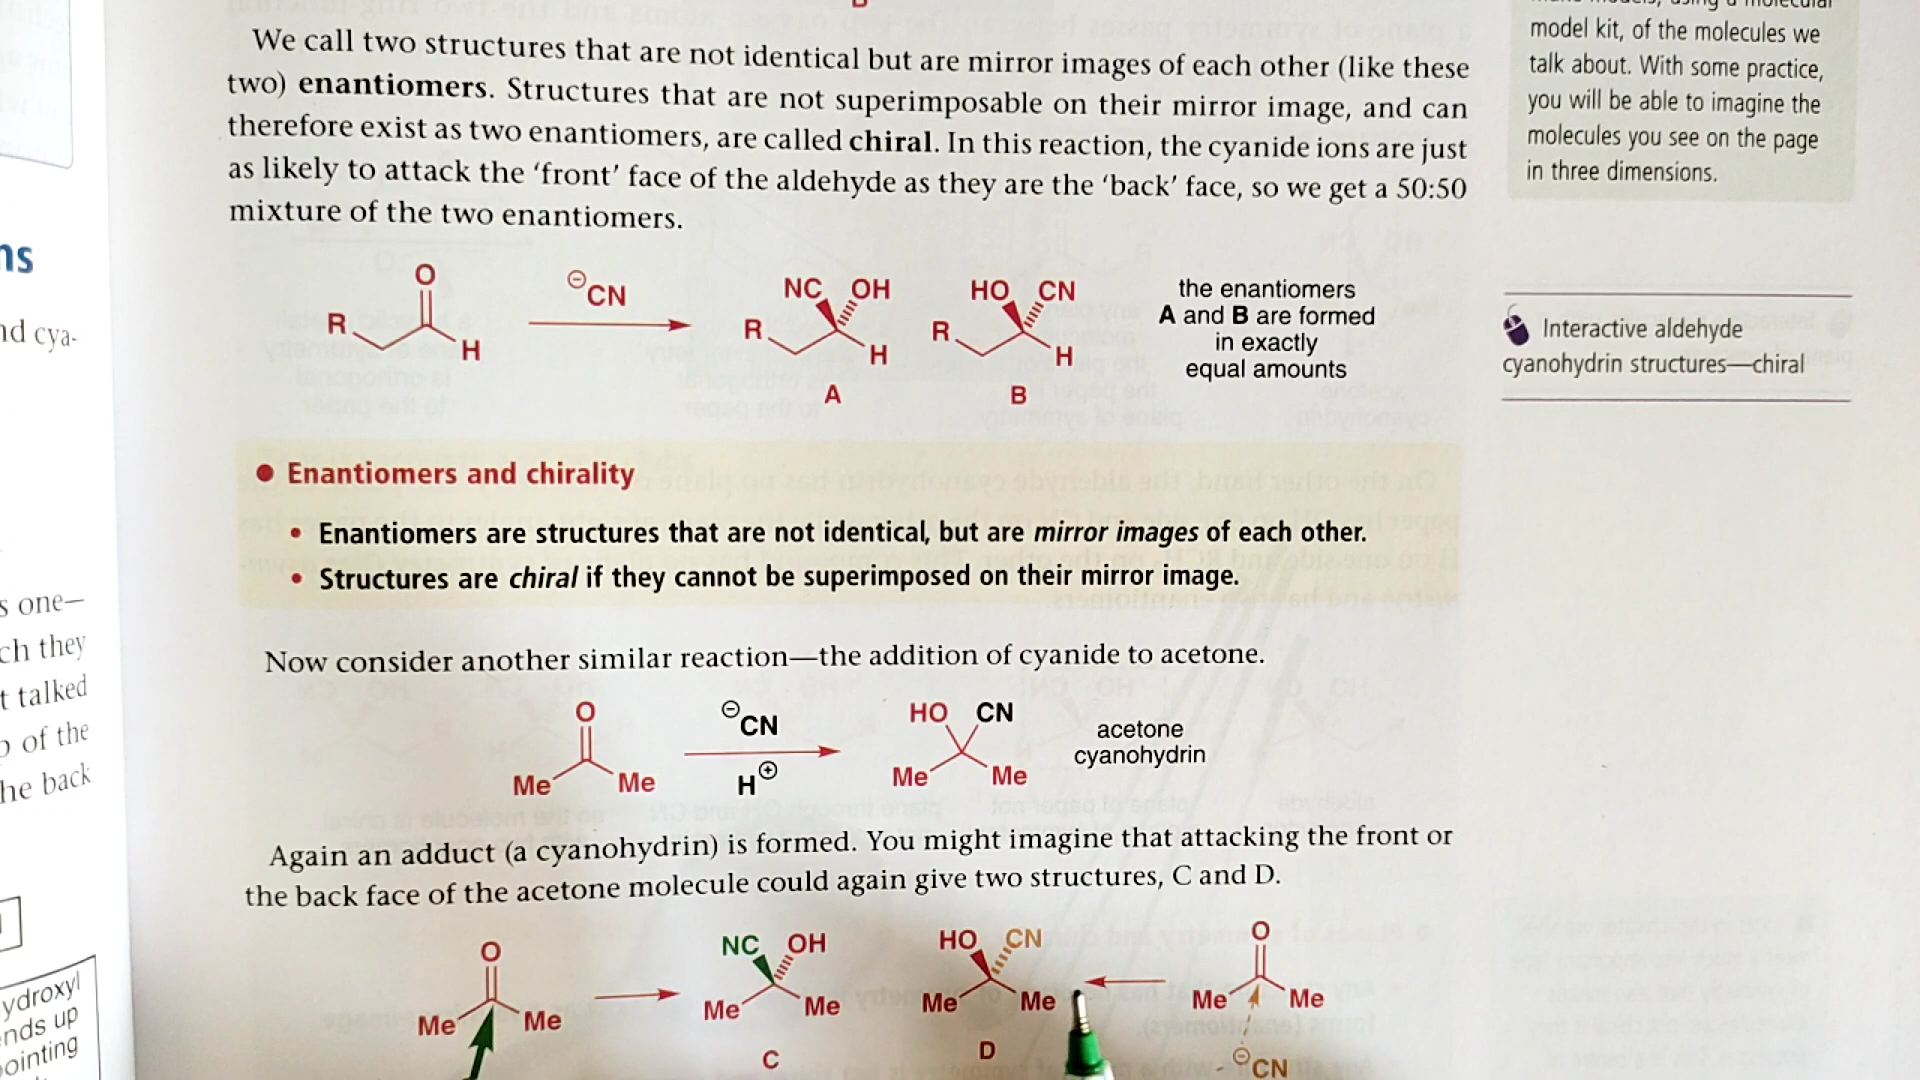 We call two structures that are not identical but are mirror images of each other (like these
two) enantiomers. Structures that are not superimposable on their mirror image, and can
therefore exist as two enantiomers, are called chiral. In this reaction, the cyanide ions are just
as likely to attack the 'front' face of the aldehyde as they are the 'back' face, so we get a 50:50
mixture of the two enantiomers.
O
R
H
⊖CN
NC OH
R
H
A
HO CN
R
H
B
the enantiomers
A and B are formed
in exactly
equal amounts
• Enantiomers and chirality
• Enantiomers are structures that are not identical, but are mirror images of each other.
• Structures are chiral if they cannot be superimposed on their mirror image.
Now consider another similar reaction—the addition of cyanide to acetone.
O
Me Me
⊖CN
H⊕
HO CN
Me Me
acetone
cyanohydrin
Again an adduct (a cyanohydrin) is formed. You might imagine that attacking the front or
the back face of the acetone molecule could again give two structures, C and D.
O
Me Me
NC OH
Me Me
C
HO CN
Me Me
D
O
Me Me
⊖CN
model kit, of the molecules we
talk about. With some practice,
you will be able to imagine the
molecules you see on the page
in three dimensions.
Interactive aldehyde
cyanohydrin structures—chiral
ns
nd cya-
s one—
ch they
t talked
of the
he back
ydroxyl
nds up
ointing